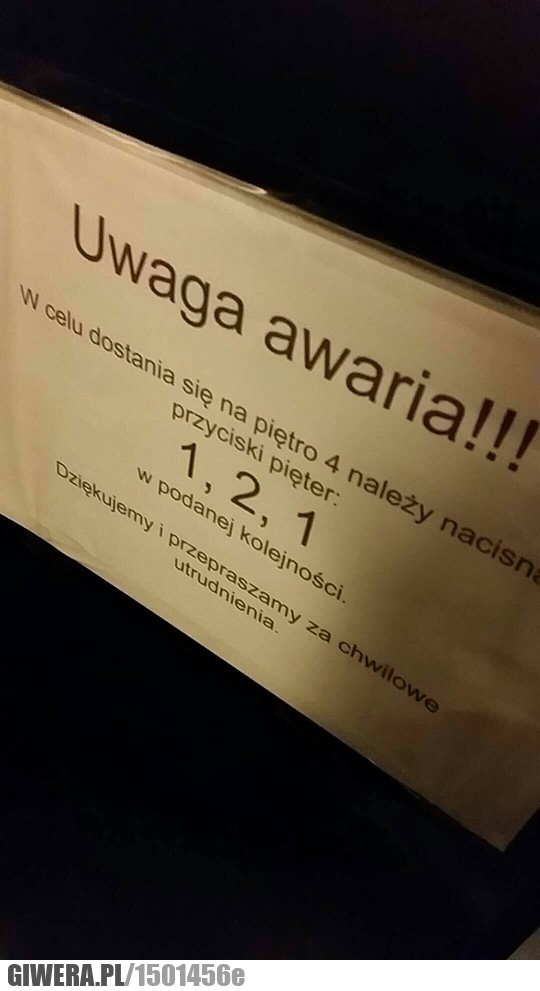 Uwaga awaria!!!
W celu dostania się na piętro 4 należy nacisn
przyciski pięter:
1, 2, 1
w podanej kolejności.
Dziękujemy i przepraszamy za chwilowe
utrudnienia.
GIWERA.PL/1501456e